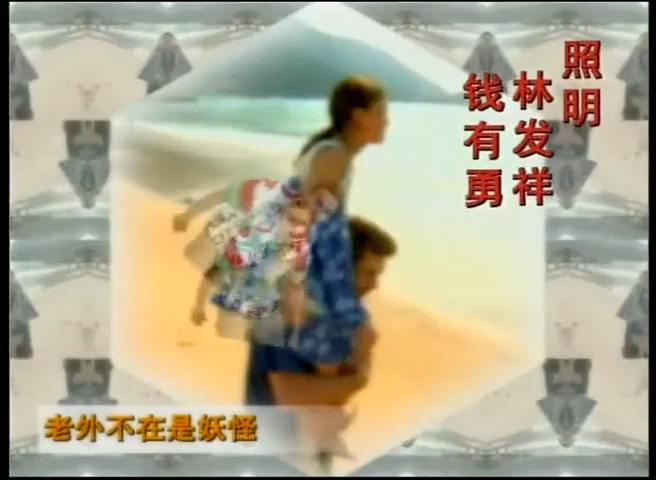 照明
林发祥
钱有勇
老外不在是妖怪